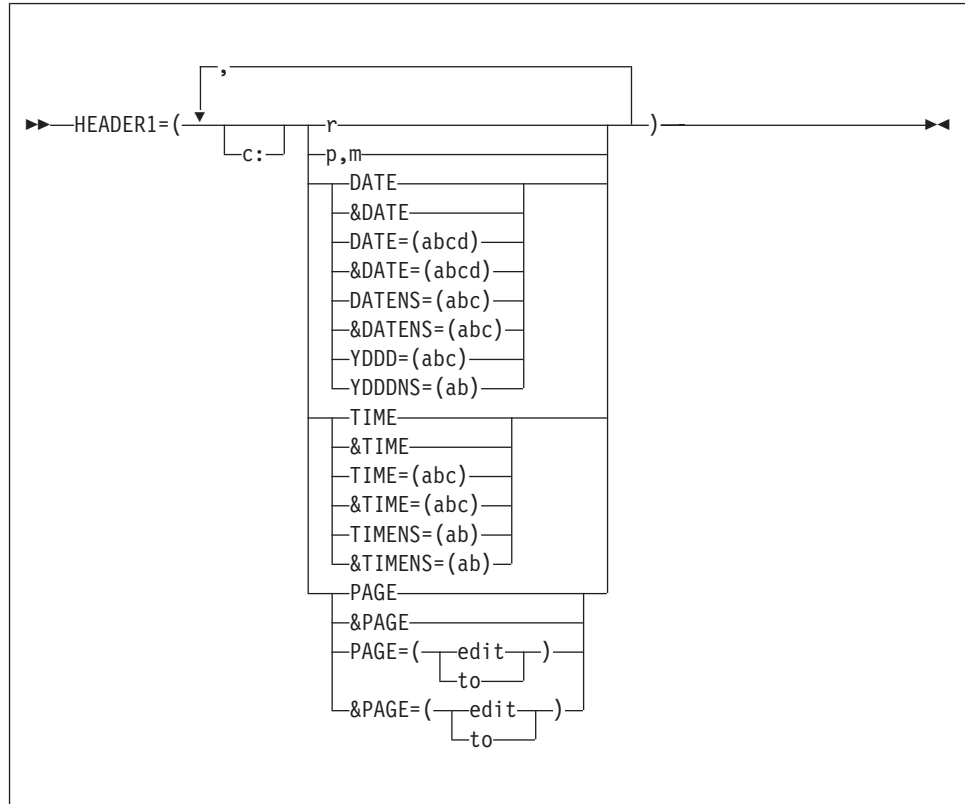 ,
HEADER1=( r )
c:
p,m
DATE
&DATE
DATE=(abcd)
&DATE=(abcd)
DATENS=(abc)
&DATENS=(abc)
YDDD=(abc)
YDDDNS=(ab)
TIME
&TIME
TIME=(abc)
&TIME=(abc)
TIMENS=(ab)
&TIMENS=(ab)
PAGE
&PAGE
PAGE=( edit )
to
&PAGE=( edit )
to